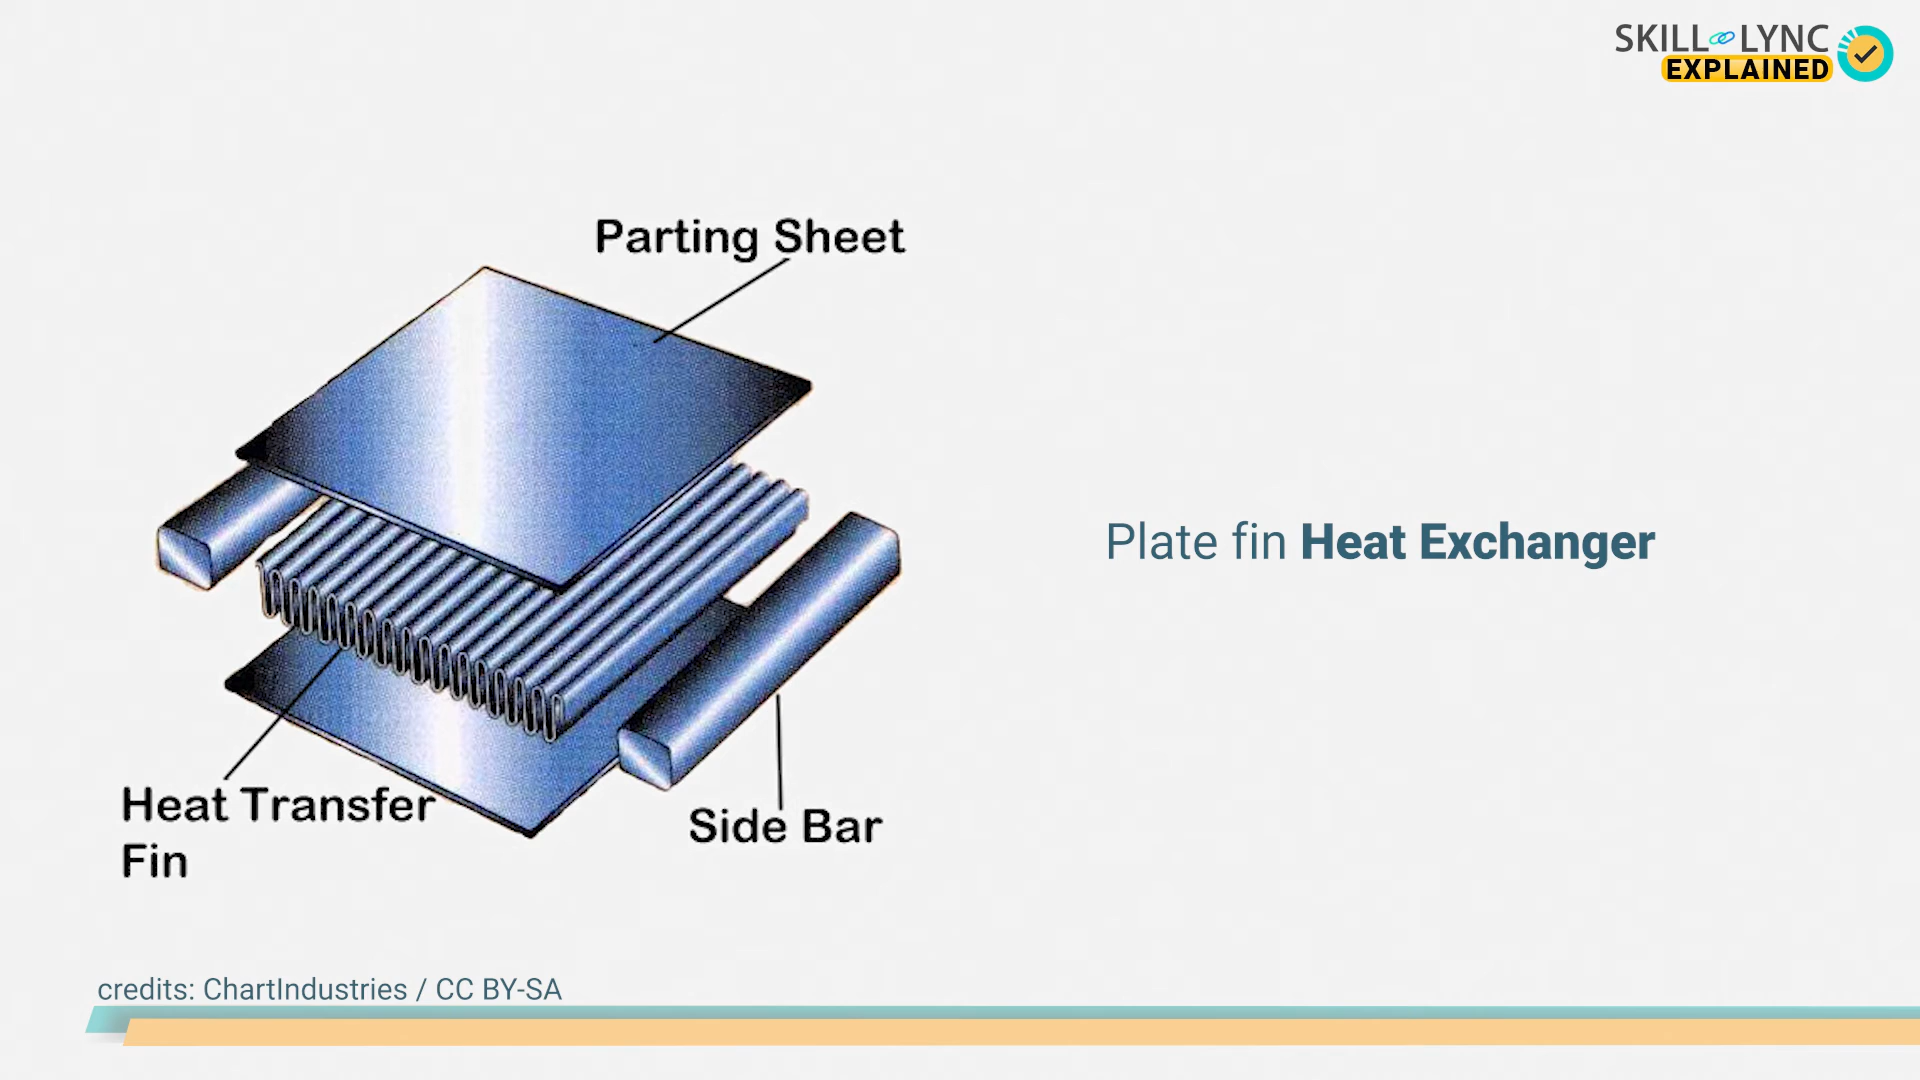 SKILL LYNC
EXPLAINED
Parting Sheet
Plate fin Heat Exchanger
Heat Transfer
Fin
Side Bar
credits: ChartIndustries / CC BY-SA